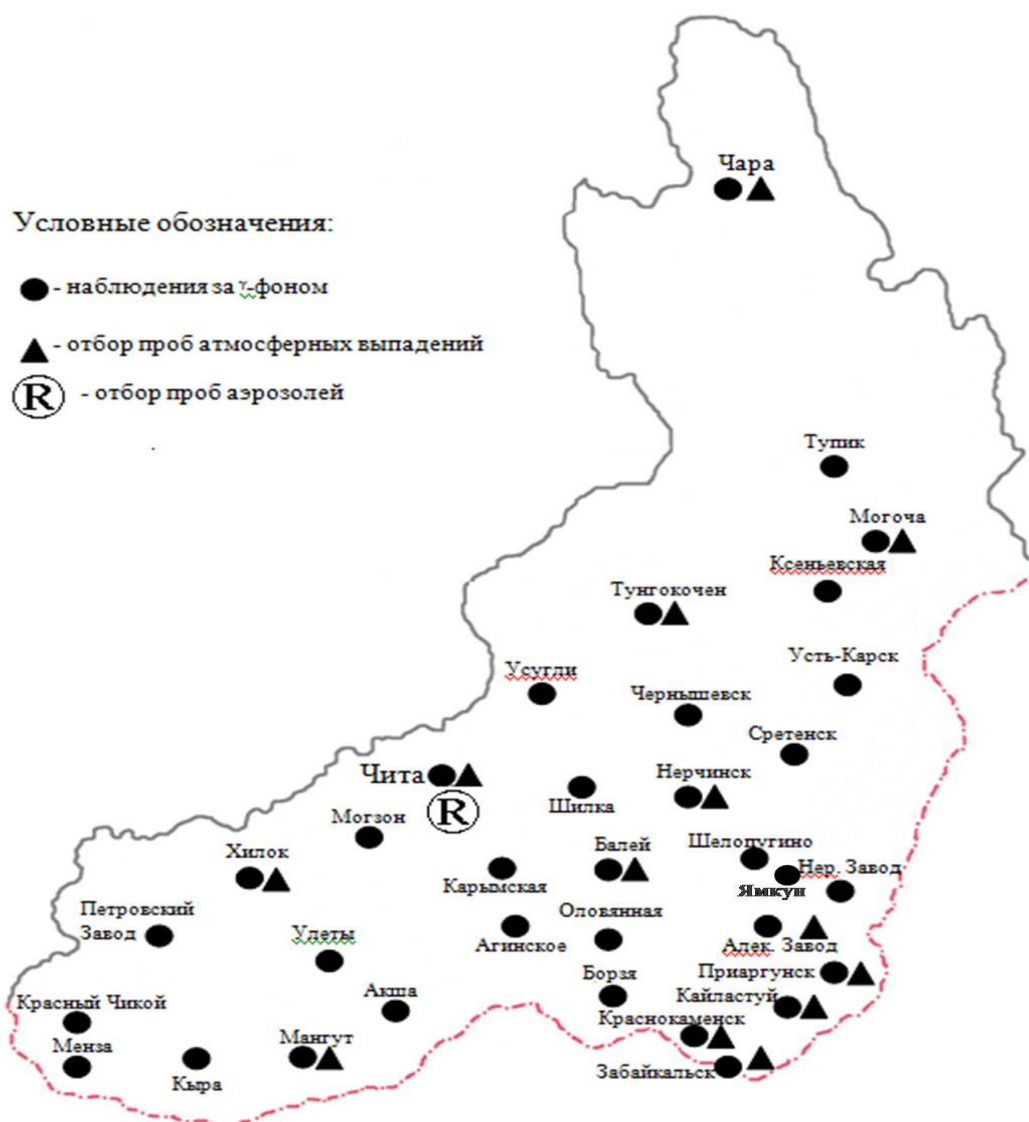 Чара
Условные обозначения:
- наблюдения за γ-фоном
- отбор проб атмосферных выпадений
R - отбор проб аэрозолей
Тупик
Могоча
Ксеньевская
Тунгокочен
Усть-Карск
Усугли
Чернышевск
Сретенск
Чита
Нерчинск
R
Шилка
Могзон
Шелопугино
Балей
Хилок
Нер. Завод
Карымская
Ямкун
Петровский
Завод
Оловянная
Улеты
Агинское
Алек. Завод
Борзя
Приаргунск
Акша
Кайластуй
Красный Чикой
Краснокаменск
Мангут
Менза
Забайкальск
Кыра